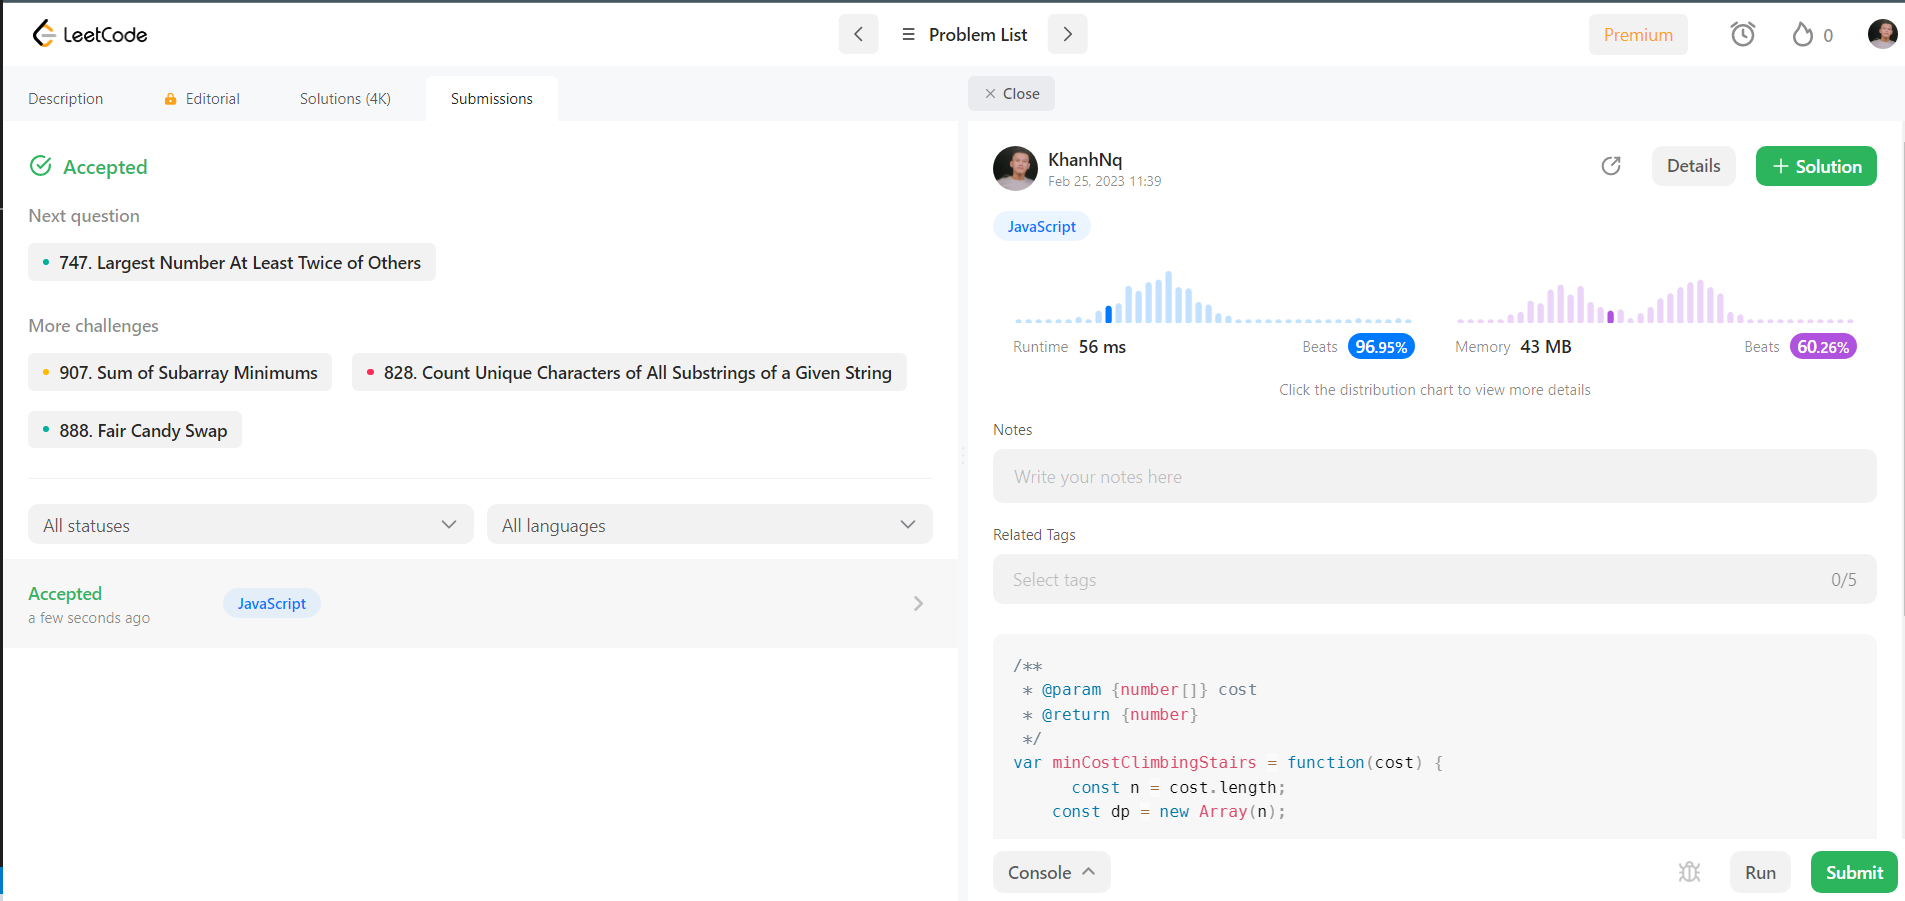 LeetCode
Problem List
Premium
0
Description
Editorial
Solutions (4K)
Submissions
Close
Accepted
Next question
747. Largest Number At Least Twice of Others
More challenges
907. Sum of Subarray Minimums
828. Count Unique Characters of All Substrings of a Given String
888. Fair Candy Swap
All statuses
All languages
Accepted
a few seconds ago
JavaScript
KhanhNq
Feb 25, 2023 11:39
Details
+ Solution
JavaScript
Runtime 56 ms
Beats 96.95%
Memory 43 MB
Beats 60.26%
Click the distribution chart to view more details
Notes
Write your notes here
Related Tags
Select tags
0/5
/**
 * @param {number[]} cost
 * @return {number}
 */
var minCostClimbingStairs = function(cost) {
      const n = cost.length;
    const dp = new Array(n);
Console
Run
Submit